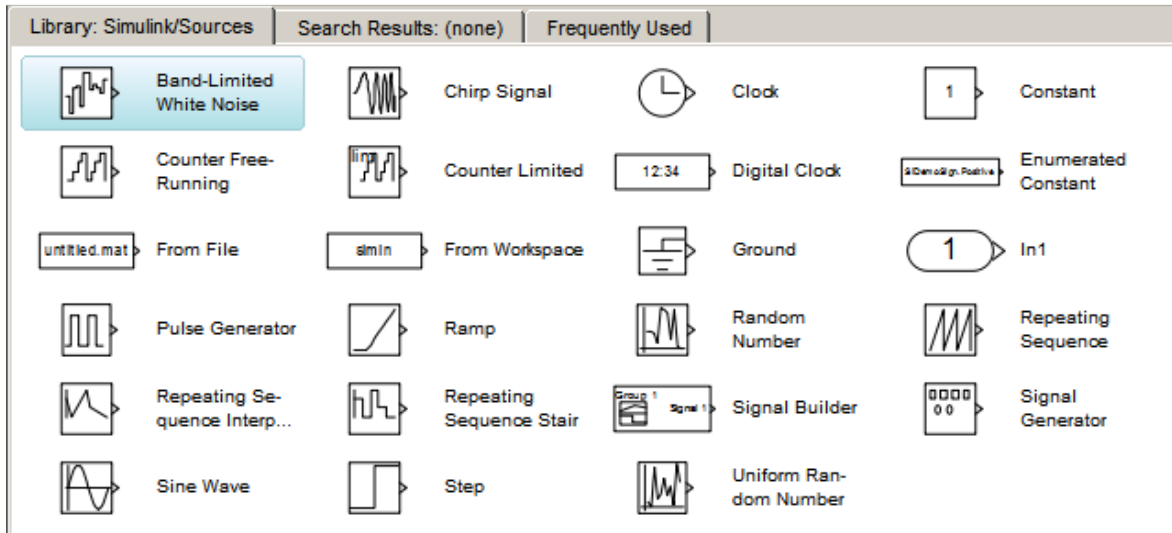 Library: Simulink/Sources
Search Results: (none)
Frequently Used
Band-Limited
White Noise
Chirp Signal
Clock
1
Constant
Counter Free-
Running
lim
Counter Limited
12:34
Digital Clock
SlDemoSign.Positive
Enumerated
Constant
untitled.mat
From File
simin
From Workspace
Ground
1
In1
Pulse Generator
Ramp
Random
Number
Repeating
Sequence
Repeating Se-
quence Interp...
Repeating
Sequence Stair
Group 1
Signal 1
Signal Builder
Signal
Generator
Sine Wave
Step
Uniform Ran-
dom Number